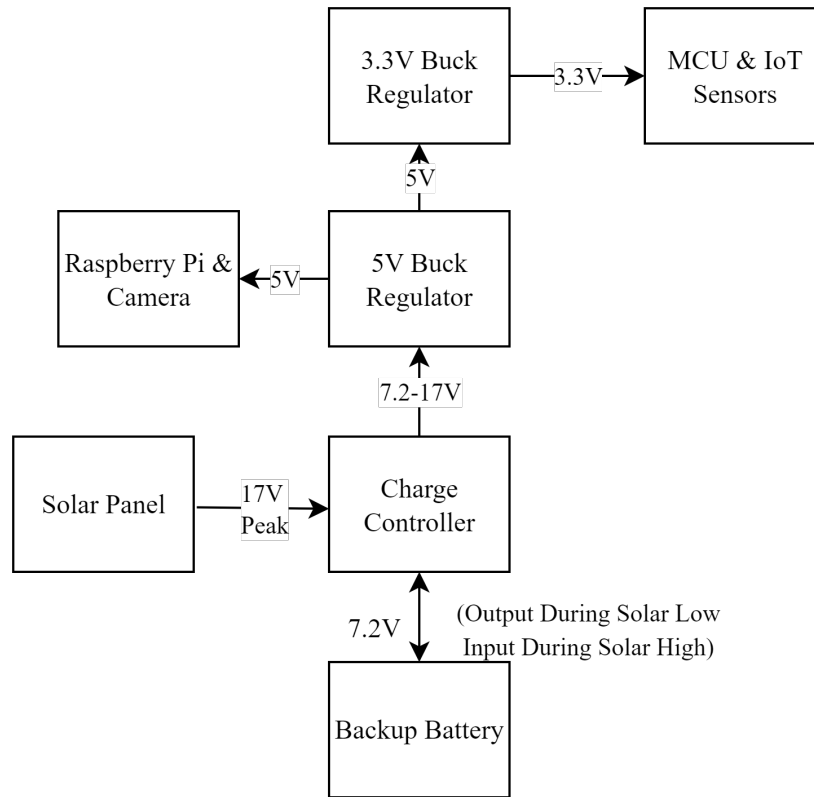 3.3V Buck
Regulator
3.3V
MCU & IoT
Sensors
5V
Raspberry Pi &
Camera
5V
5V Buck
Regulator
7.2-17V
Solar Panel
17V
Peak
Charge
Controller
7.2V
(Output During Solar Low
Input During Solar High)
Backup Battery